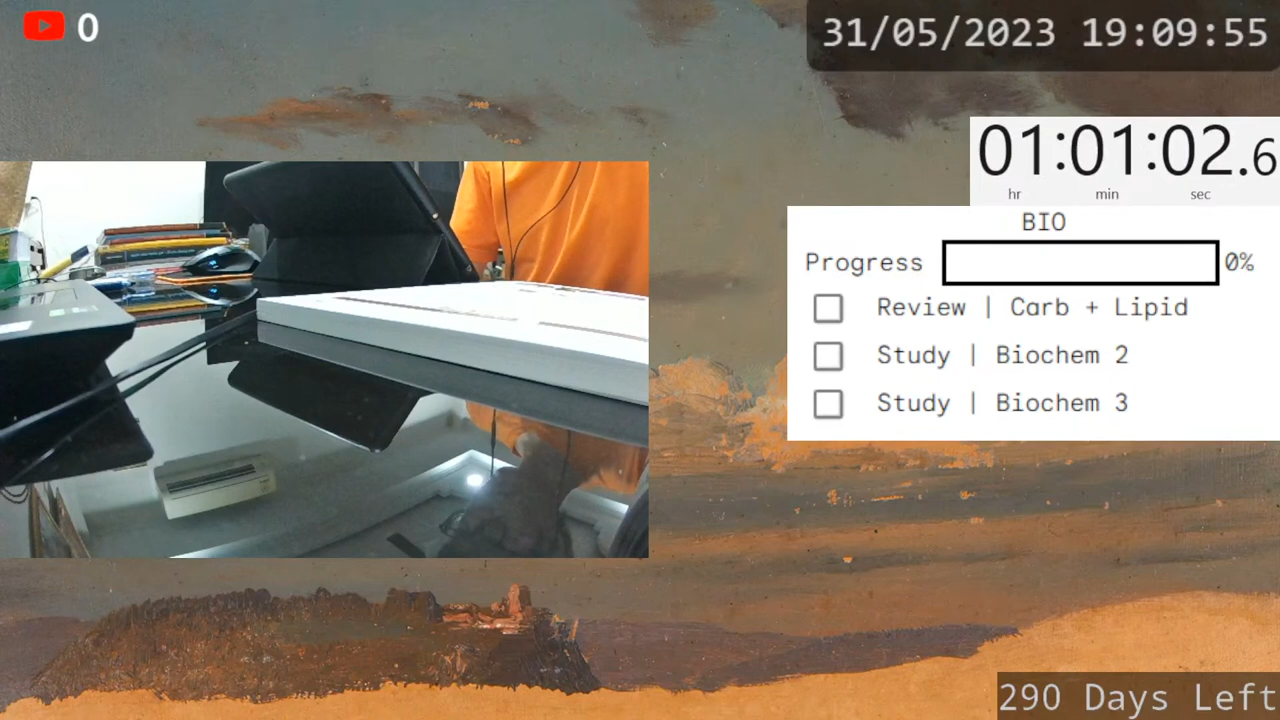 0
31/05/2023 19:09:55
01:01:02.6
hr min sec
BIO
Progress 0%
Review | Carb + Lipid
Study | Biochem 2
Study | Biochem 3
290 Days Left